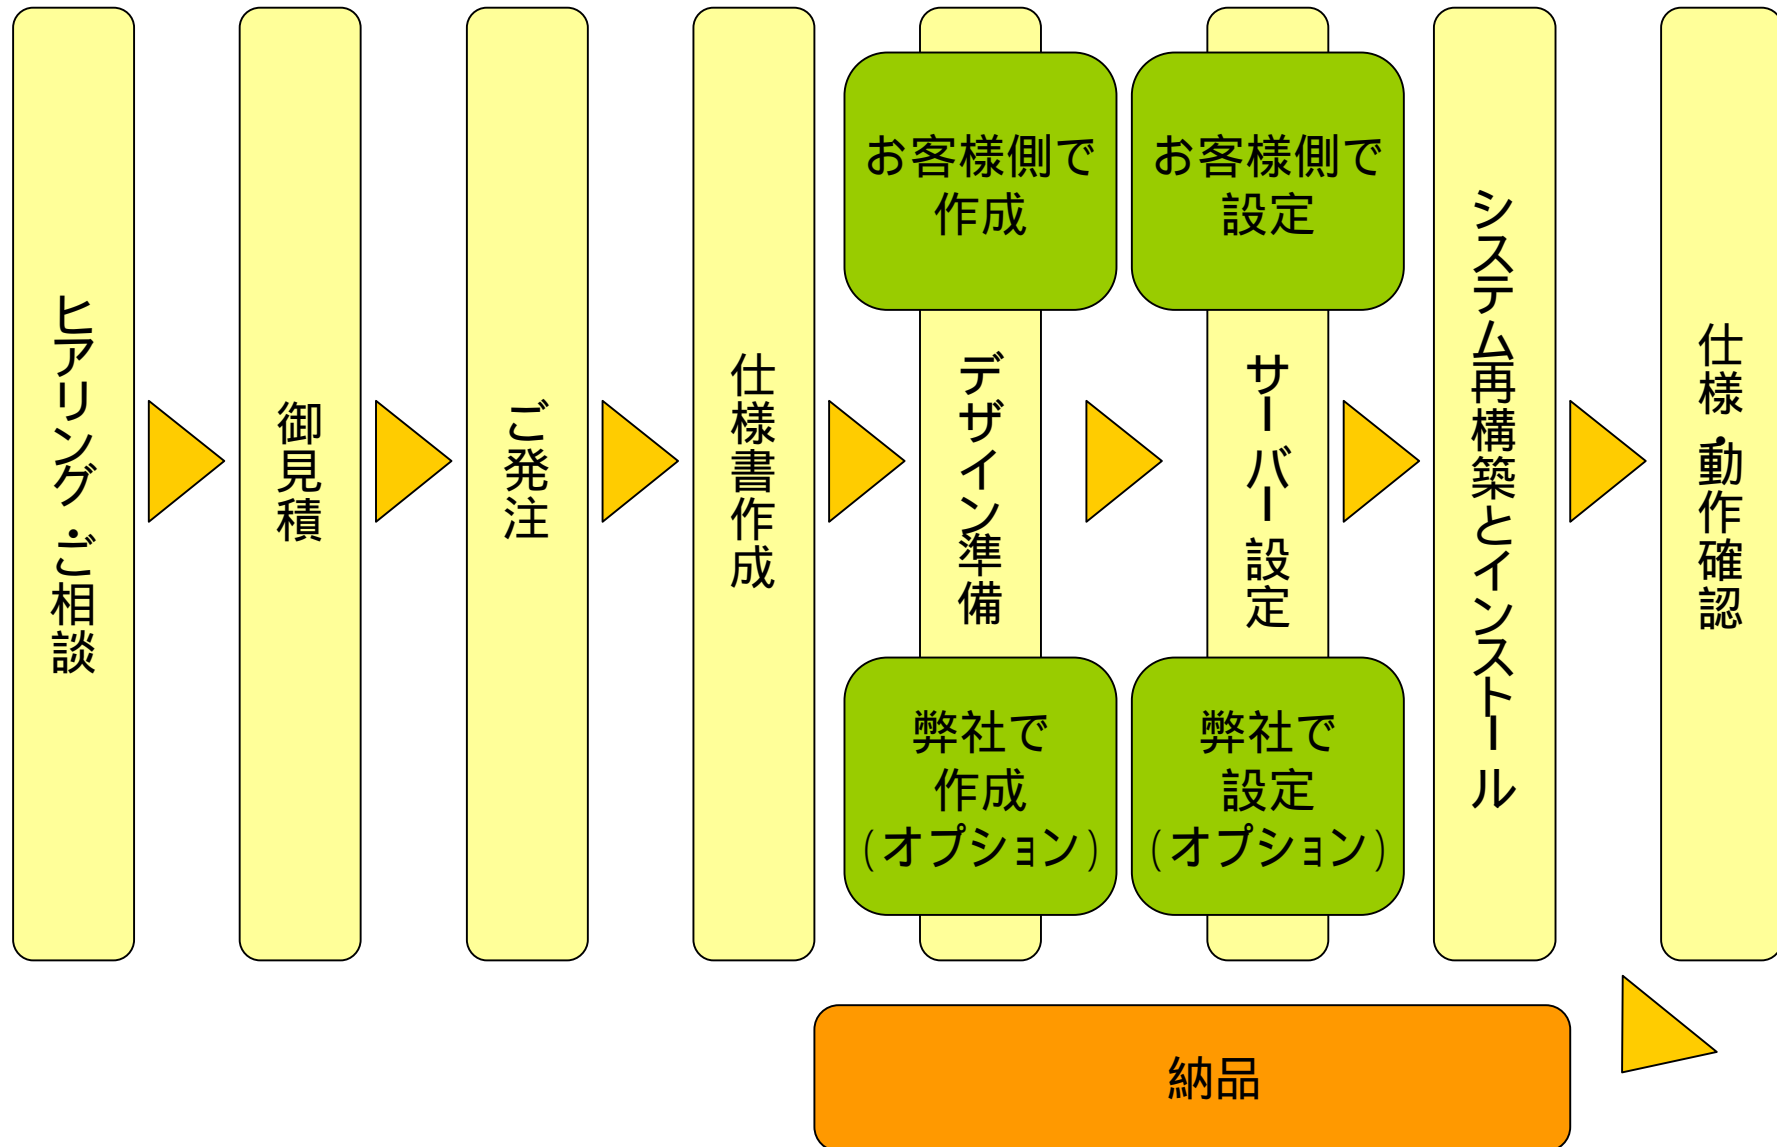 ヒアリング・ご相談
御見積
ご発注
仕様書作成
お客様側で
作成
デザイン準備
弊社で
作成
(オプション)
お客様側で
設定
サーバー設定
弊社で
設定
(オプション)
システム再構築とインストール
仕様・動作確認
納品